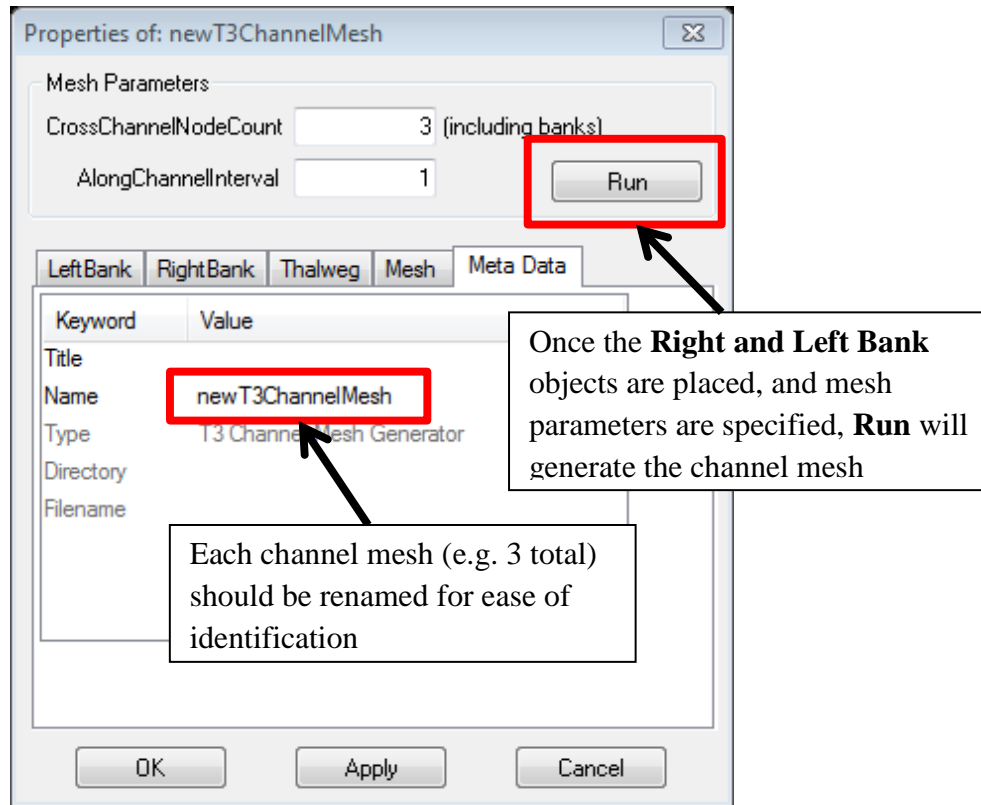 Properties of: newT3ChannelMesh
Mesh Parameters
CrossChannelNodeCount 3 (including banks)
AlongChannelInterval 1 Run
LeftBank RightBank Thalweg Mesh Meta Data
Keyword Value
Title
Name newT3ChannelMesh
Type T3 Channel Mesh Generator
Directory
Filename
Once the Right and Left Bank
objects are placed, and mesh
parameters are specified, Run will
generate the channel mesh
Each channel mesh (e.g. 3 total)
should be renamed for ease of
identification
OK Apply Cancel